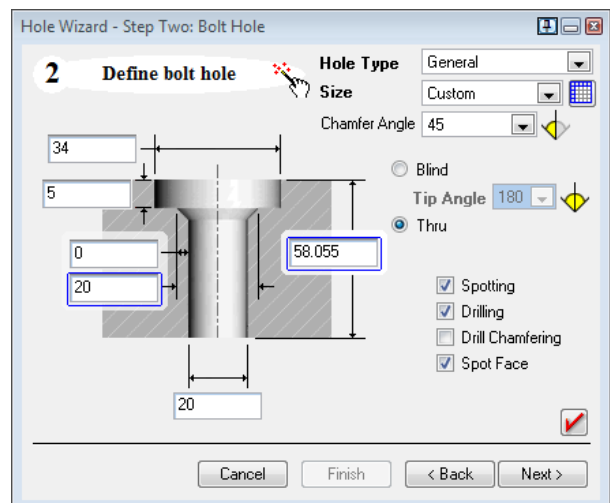 Hole Wizard - Step Two: Bolt Hole
2 Define bolt hole
Hole Type General
Size Custom
Chamfer Angle 45
34
5
Blind
Tip Angle 180
Thru
0
58.055
20
Spotting
Drilling
Drill Chamfering
Spot Face
20
Cancel Finish < Back Next >